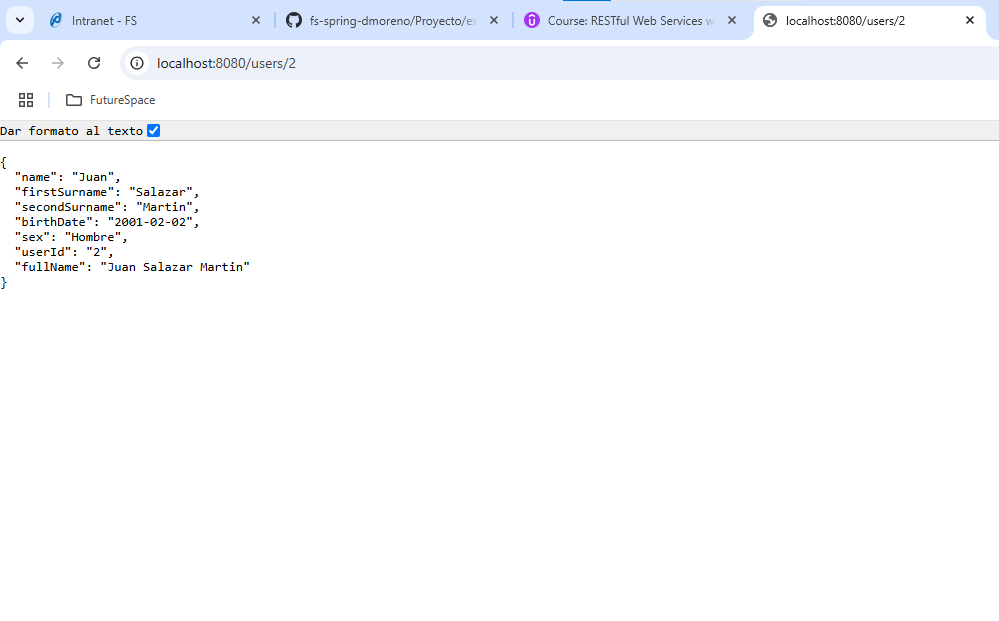 Intranet - FS
fs-spring-dmoreno/Proyecto/ex
Course: RESTful Web Services w
localhost:8080/users/2
localhost:8080/users/2
FutureSpace
Dar formato al texto
{
  "name": "Juan",
  "firstSurname": "Salazar",
  "secondSurname": "Martin",
  "birthDate": "2001-02-02",
  "sex": "Hombre",
  "userId": "2",
  "fullName": "Juan Salazar Martin"
}